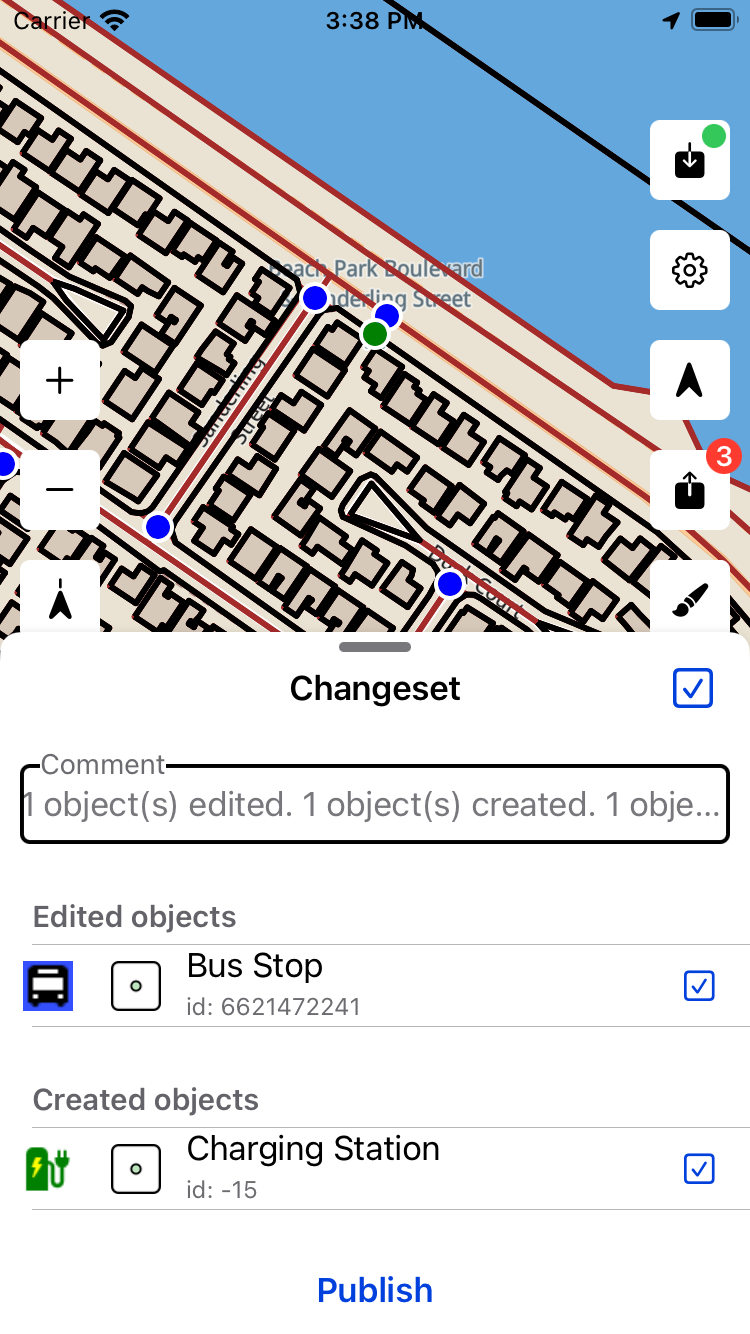 Carrier
3:38 PM
Beach Park Boulevard
& Sanderling Street
Sanderling
Street
3
Court
Changeset
Comment
1 object(s) edited. 1 object(s) created. 1 obje...
Edited objects
Bus Stop
id: 6621472241
Created objects
Charging Station
id: -15
Publish